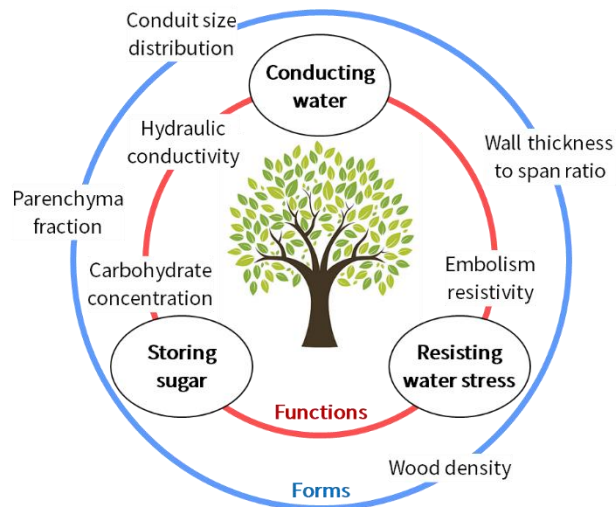 Conduit size
distribution
Conducting
water
Hydraulic
conductivity
Wall thickness
to span ratio
Parenchyma
fraction
Carbohydrate
concentration
Embolism
resistivity
Storing
sugar
Resisting
water stress
Functions
Wood density
Forms